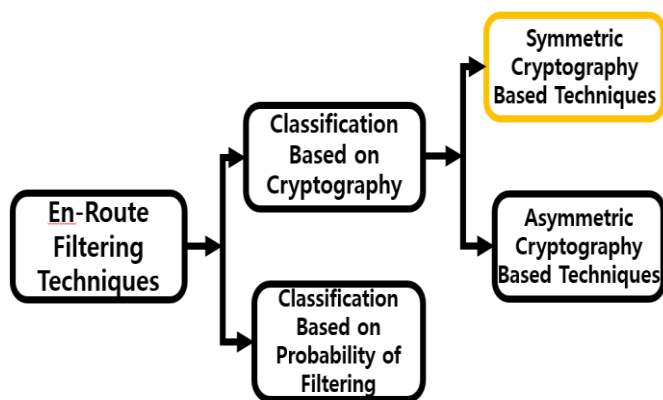 En-Route
Filtering
Techniques
Classification
Based on
Cryptography
Classification
Based on
Probability of
Filtering
Symmetric
Cryptography
Based Techniques
Asymmetric
Cryptography
Based Techniques